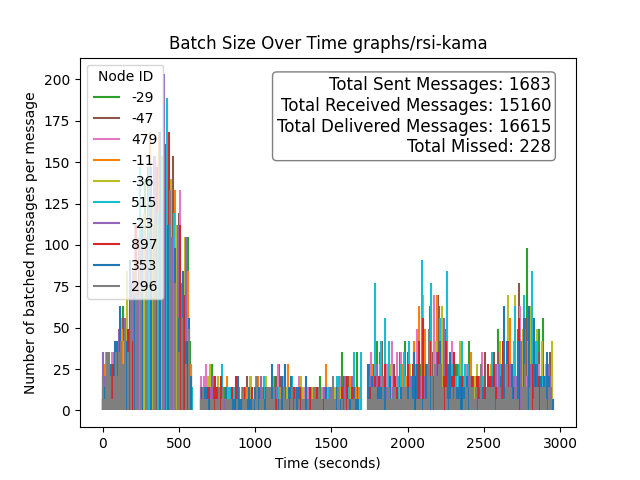 Batch Size Over Time graphs/rsi-kama
Number of batched messages per message
200
175
150
125
100
75
50
25
0
Node ID
-29
-47
479
-11
-36
515
-23
897
353
296
Total Sent Messages: 1683
Total Received Messages: 15160
Total Delivered Messages: 16615
Total Missed: 228
0 500 1000 1500 2000 2500 3000
Time (seconds)